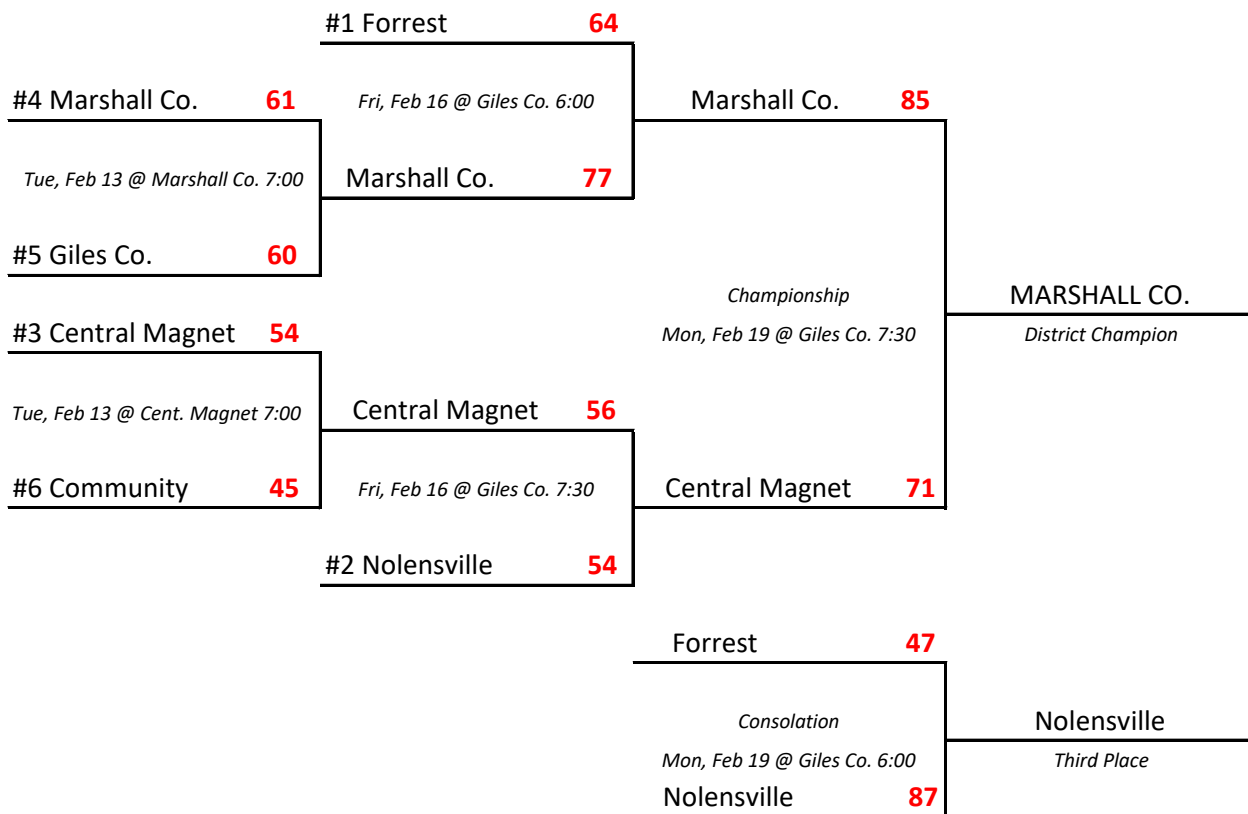 #1 Forrest 64
#4 Marshall Co. 61
Fri, Feb 16 @ Giles Co. 6:00
Marshall Co. 85
Tue, Feb 13 @ Marshall Co. 7:00
Marshall Co. 77
#5 Giles Co. 60
Championship
MARSHALL CO.
#3 Central Magnet 54
Mon, Feb 19 @ Giles Co. 7:30
District Champion
Tue, Feb 13 @ Cent. Magnet 7:00
Central Magnet 56
#6 Community 45
Fri, Feb 16 @ Giles Co. 7:30
Central Magnet 71
#2 Nolensville 54
Forrest 47
Consolation
Nolensville
Mon, Feb 19 @ Giles Co. 6:00
Third Place
Nolensville 87